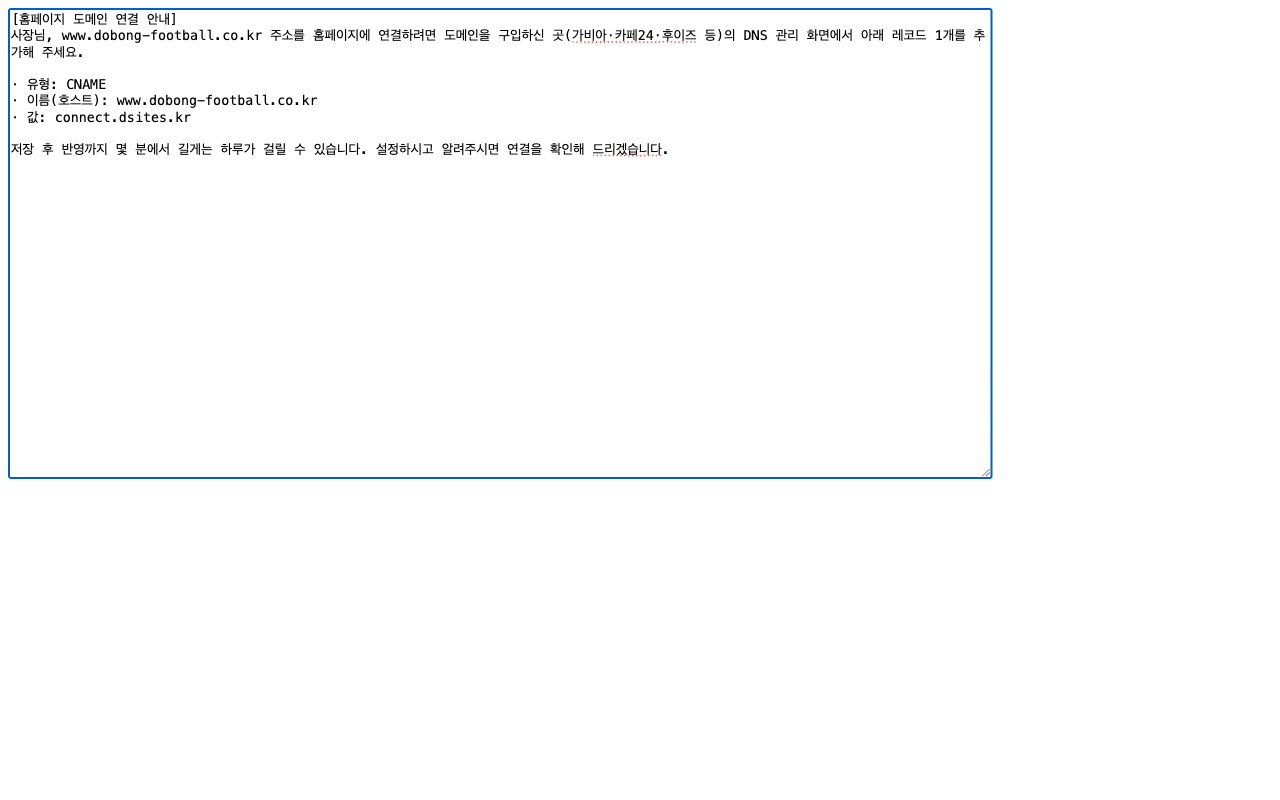 [홈페이지 도메인 연결 안내]
사장님, www.dobong-football.co.kr 주소를 홈페이지에 연결하려면 도메인을 구입하신 곳(가비아·카페24·후이즈 등)의 DNS 관리 화면에서 아래 레코드 1개를 추
가해 주세요.
· 유형: CNAME
· 이름(호스트): www.dobong-football.co.kr
· 값: connect.dsites.kr
저장 후 반영까지 몇 분에서 길게는 하루가 걸릴 수 있습니다. 설정하시고 알려주시면 연결을 확인해 드리겠습니다.